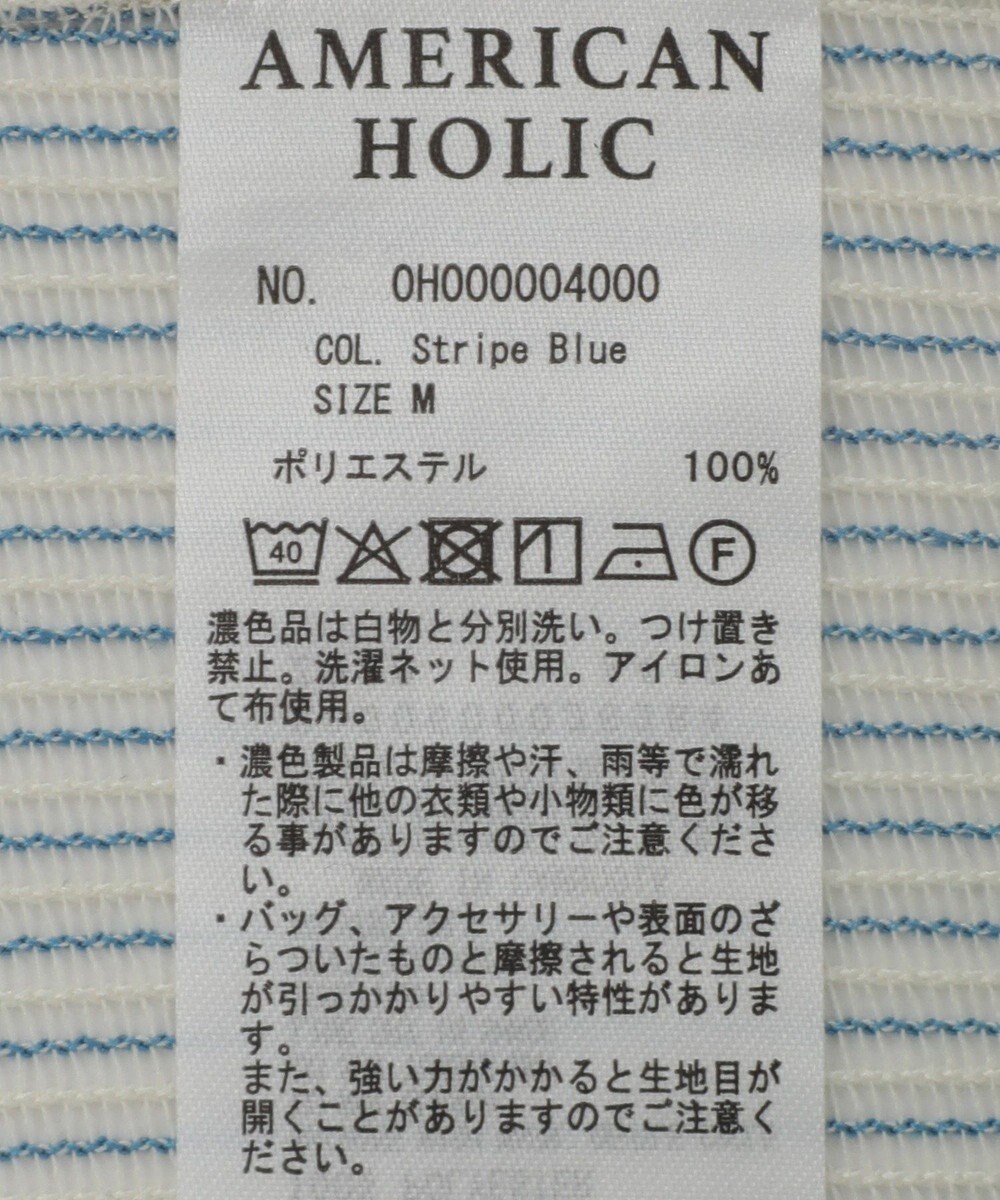 AMERICAN
HOLIC
NO. 0H000004000
COL. Stripe Blue
SIZE M
ポリエステル 100%
40 F
濃色品は白物と分別洗い。つけ置き
禁止。洗濯ネット使用。アイロンあ
て布使用。
・濃色製品は摩擦や汗、雨等で濡れ
た際に他の衣類や小物類に色が移
る事がありますのでご注意くださ
い。
・バッグ、アクセサリーや表面のざ
らついたものと摩擦されると生地
が引っかかりやすい特性がありま
す。
また、強い力がかかると生地目が
開くことがありますのでご注意く
ださい。